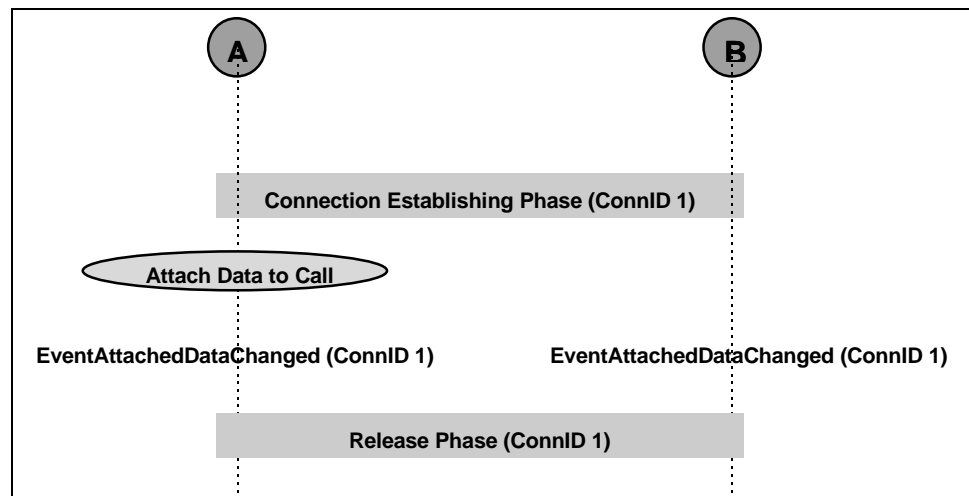 A
B
Connection Establishing Phase (ConnID 1)
Attach Data to Call
EventAttachedDataChanged (ConnID 1)
EventAttachedDataChanged (ConnID 1)
Release Phase (ConnID 1)